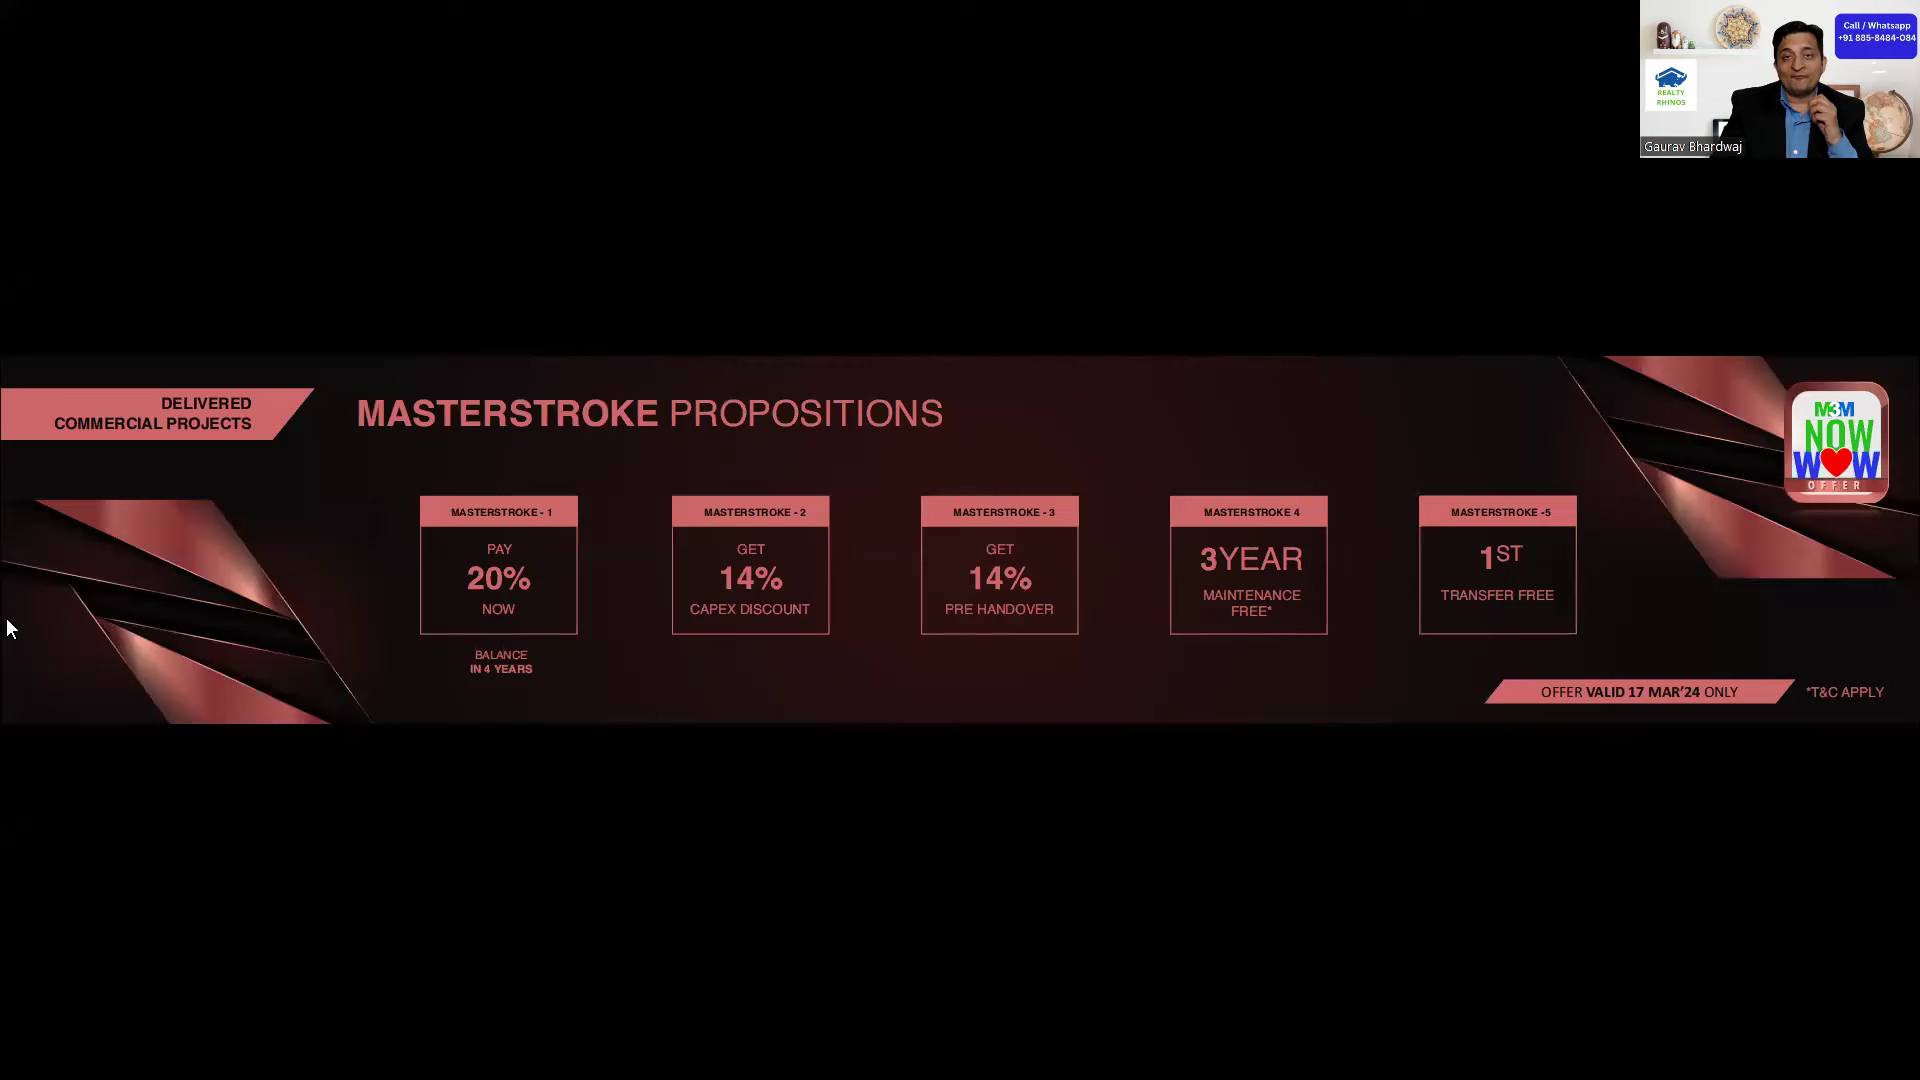 Call / Whatsapp
+91 885-8484-084
REALTY
RHINOS
Gaurav Bhardwaj
DELIVERED
COMMERCIAL PROJECTS
MASTERSTROKE PROPOSITIONS
M3M
NOW
WOW
OFFER
MASTERSTROKE - 1
PAY
20%
NOW
BALANCE
IN 4 YEARS
MASTERSTROKE - 2
GET
14%
CAPEX DISCOUNT
MASTERSTROKE - 3
GET
14%
PRE HANDOVER
MASTERSTROKE 4
3YEAR
MAINTENANCE
FREE*
MASTERSTROKE -5
1ST
TRANSFER FREE
OFFER VALID 17 MAR'24 ONLY
*T&C APPLY